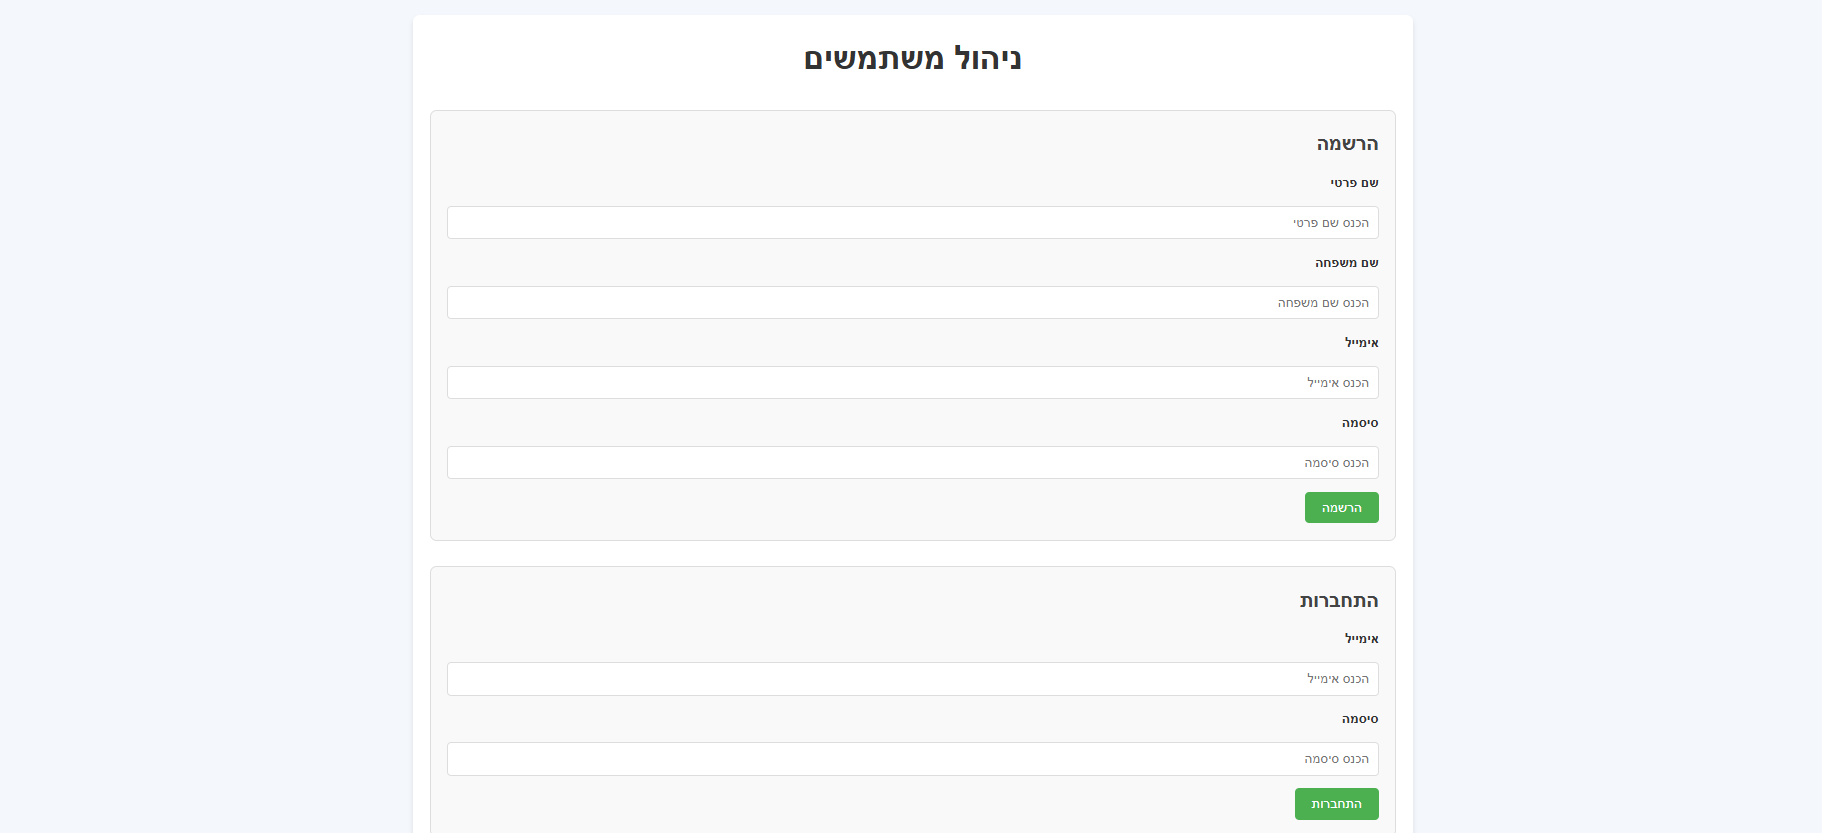 ניהול משתמשים
הרשמה
שם פרטי
הכנס שם פרטי
שם משפחה
הכנס שם משפחה
אימייל
הכנס אימייל
סיסמה
הכנס סיסמה
הרשמה
התחברות
אימייל
הכנס אימייל
סיסמה
הכנס סיסמה
התחברות